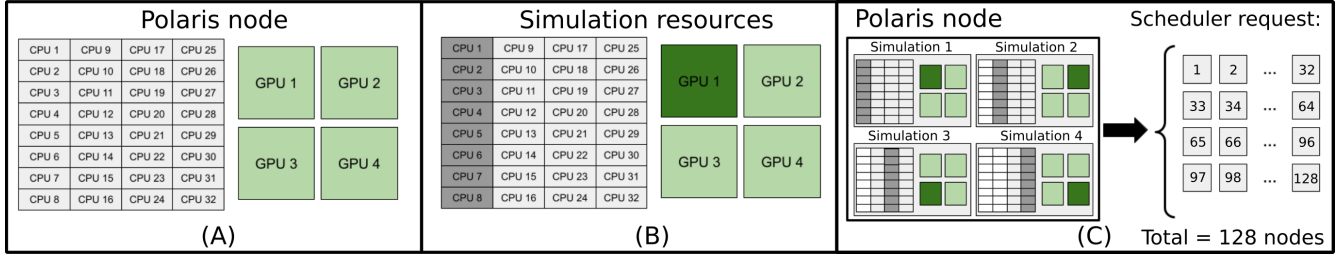 Polaris node
CPU 1 CPU 9 CPU 17 CPU 25
CPU 2 CPU 10 CPU 18 CPU 26
CPU 3 CPU 11 CPU 19 CPU 27
CPU 4 CPU 12 CPU 20 CPU 28
CPU 5 CPU 13 CPU 21 CPU 29
CPU 6 CPU 14 CPU 22 CPU 30
CPU 7 CPU 15 CPU 23 CPU 31
CPU 8 CPU 16 CPU 24 CPU 32
GPU 1 GPU 2
GPU 3 GPU 4
(A)
Simulation resources
CPU 1 CPU 9 CPU 17 CPU 25
CPU 2 CPU 10 CPU 18 CPU 26
CPU 3 CPU 11 CPU 19 CPU 27
CPU 4 CPU 12 CPU 20 CPU 28
CPU 5 CPU 13 CPU 21 CPU 29
CPU 6 CPU 14 CPU 22 CPU 30
CPU 7 CPU 15 CPU 23 CPU 31
CPU 8 CPU 16 CPU 24 CPU 32
GPU 1 GPU 2
GPU 3 GPU 4
(B)
Polaris node
Simulation 1 Simulation 2
Simulation 3 Simulation 4
Scheduler request:
1 2 ... 32
33 34 ... 64
65 66 ... 96
97 98 ... 128
(C) Total = 128 nodes